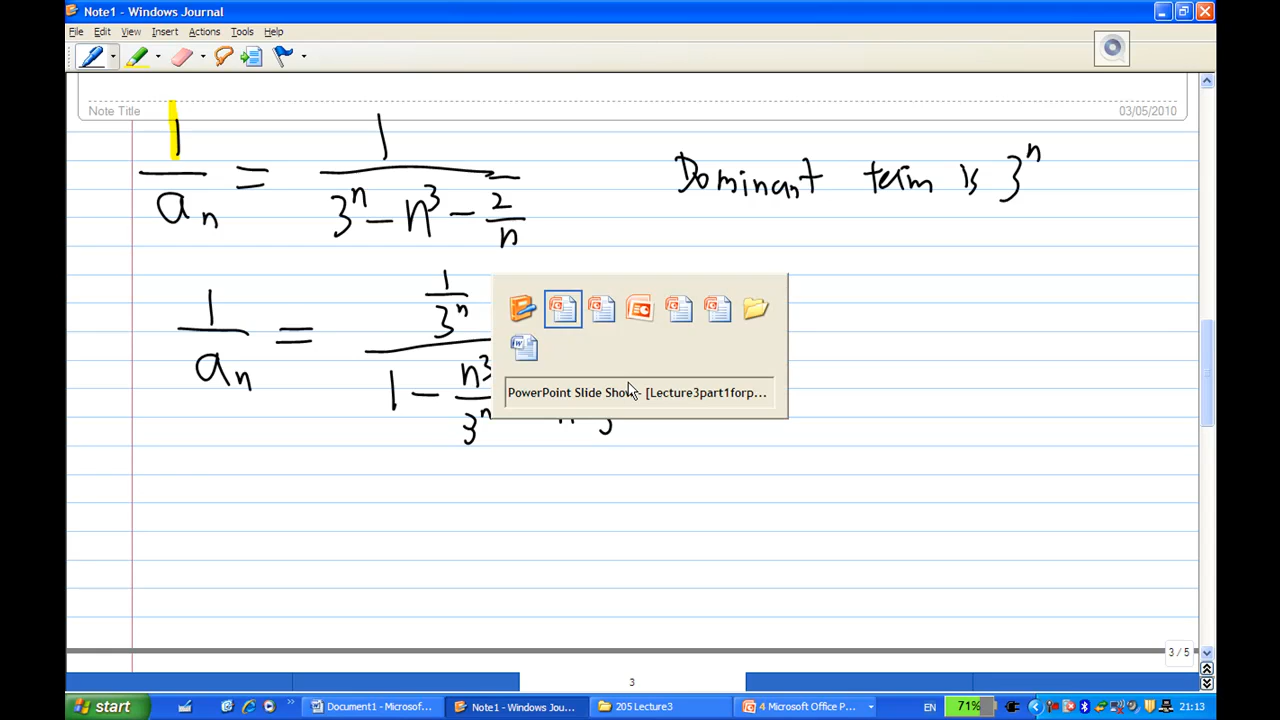 Note1 - Windows Journal
File Edit View Insert Actions Tools Help
Note Title
03/05/2010
1/a_n = 1/(3^n - n^3 - 2/n)
Dominant term is 3^n
1/a_n = (1/3^n)/(1 - n^3/3^n
PowerPoint Slide Show - [Lecture3part1forp...
3 / 5
3
start
Document1 - Microsof...
Note1 - Windows Jou...
205 Lecture3
4 Microsoft Office P...
EN
71%
21:13